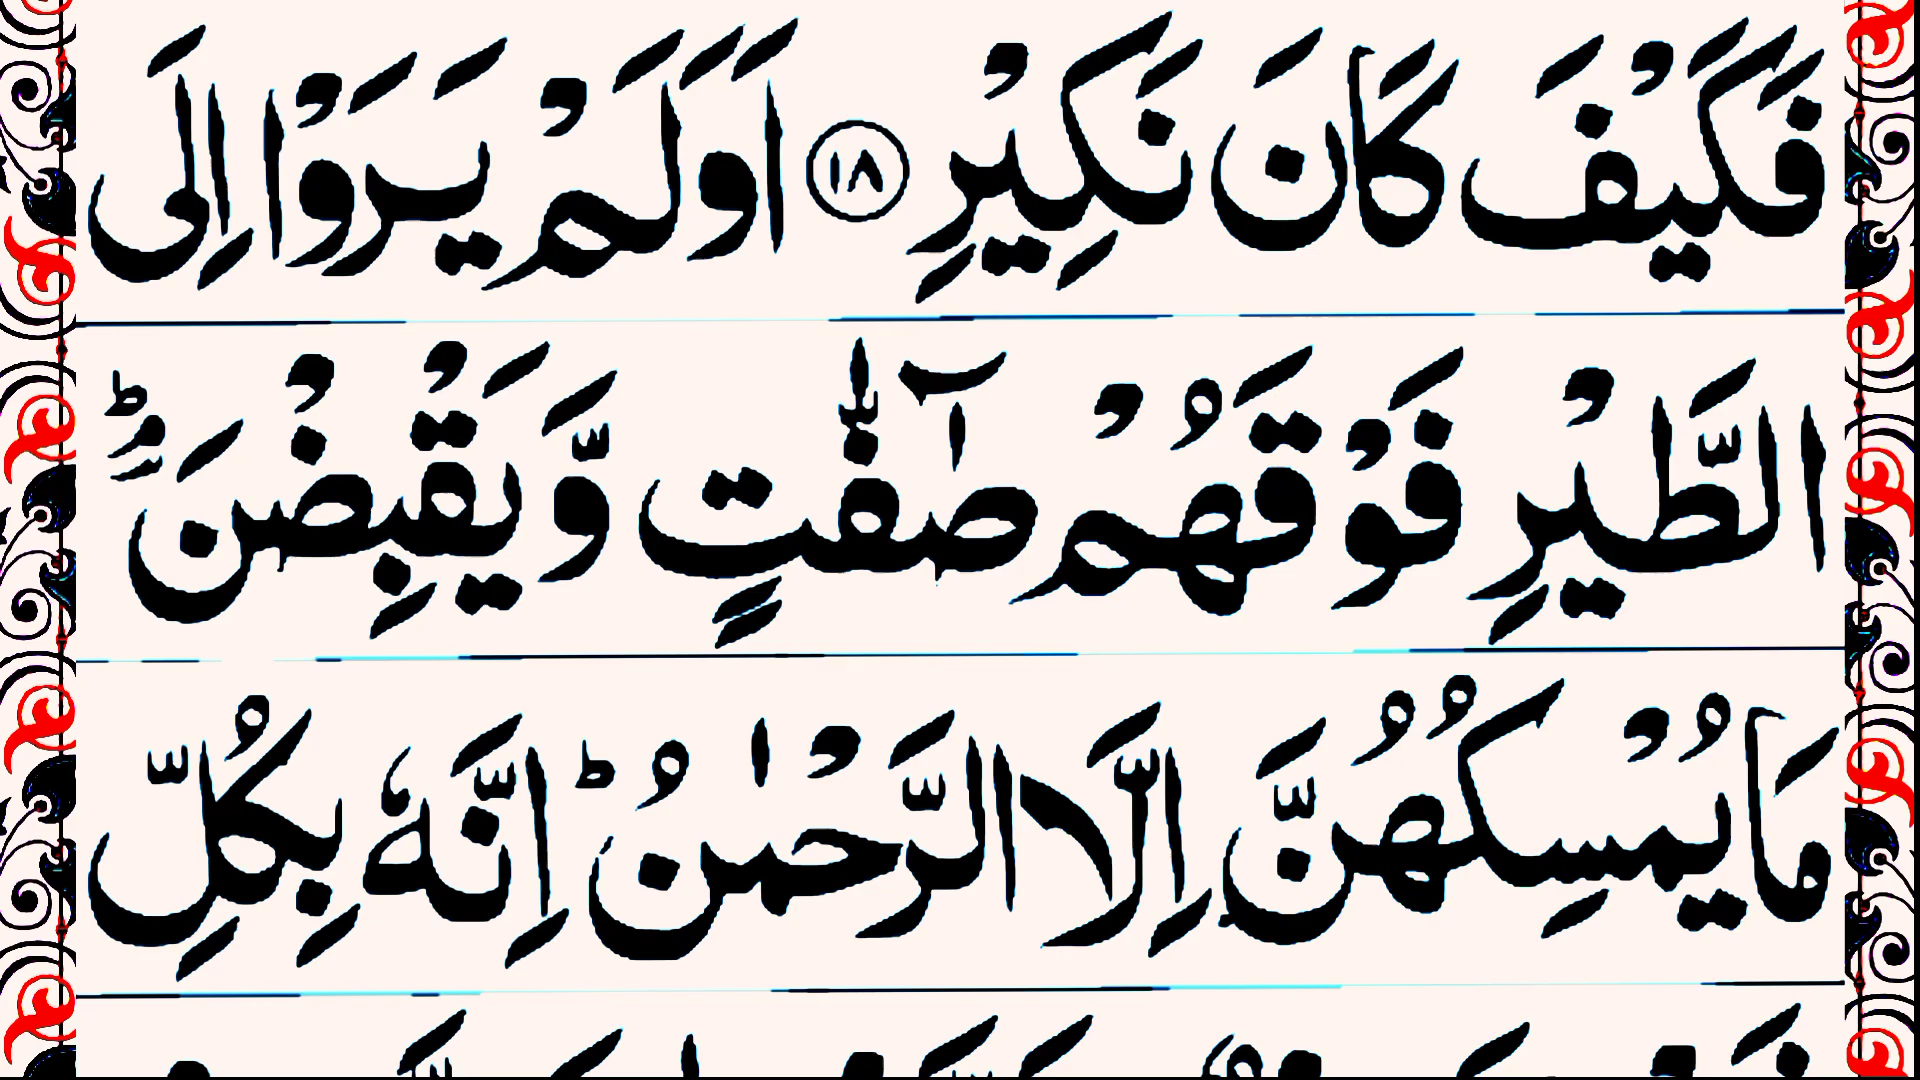 فَكَيْفَ كَانَ نَكِيْرِ ۝١٨ اَوَلَمْ يَرَوْا اِلَى
الطَّيْرِ فَوْقَهُمْ صٰٓفّٰتٍ وَّيَقْبِضْنَ ؔؕ
مَا يُمْسِكُهُنَّ اِلَّا الرَّحْمٰنُ ؕ اِنَّهٗ بِكُلِّ